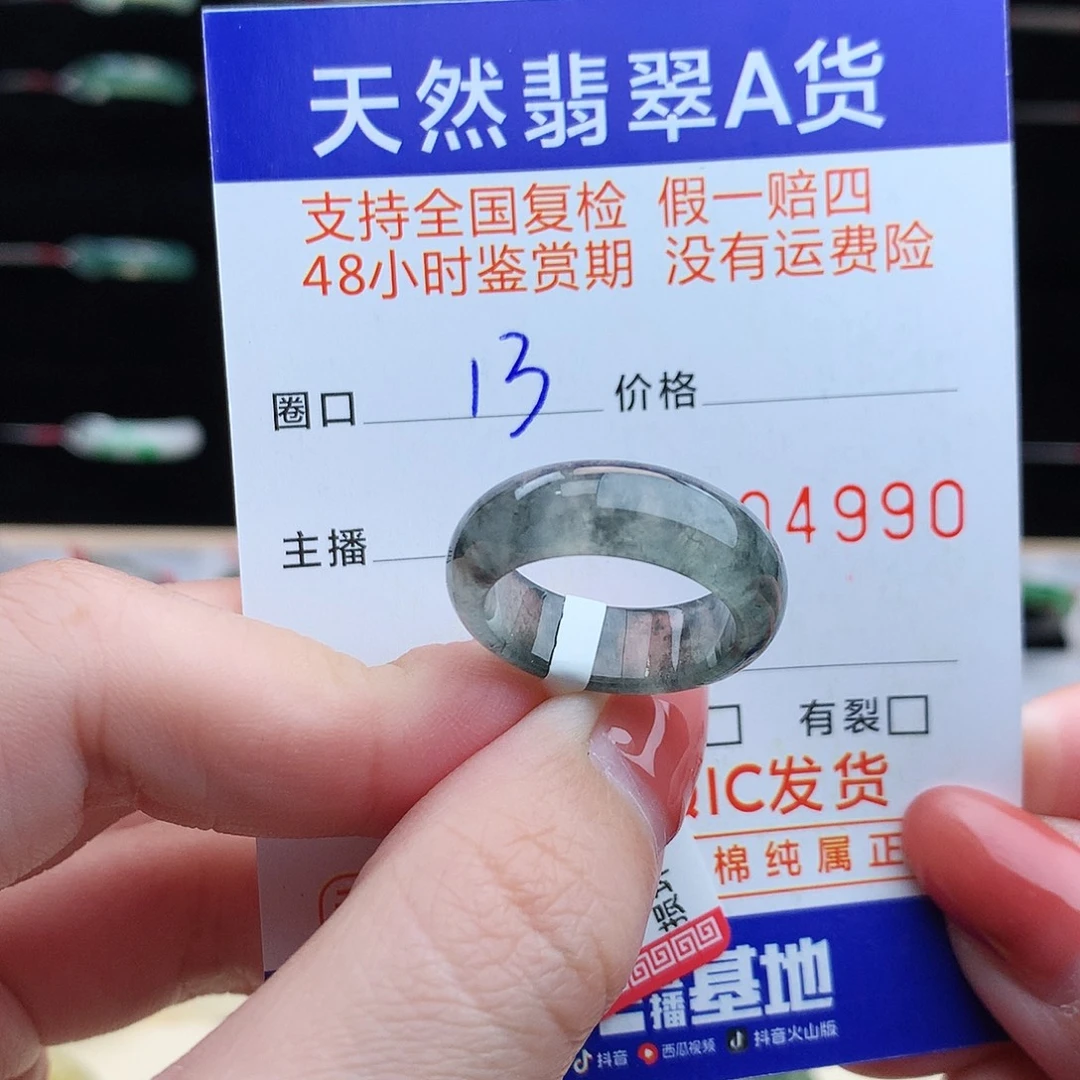 天然翡翠A货
支持全国复检 假一赔四
48小时鉴赏期 没有运费险
圈口 13 价格
主播 04990
有裂
IC发货
棉纯属正
播基地
抖音 西瓜视频 抖音火山版